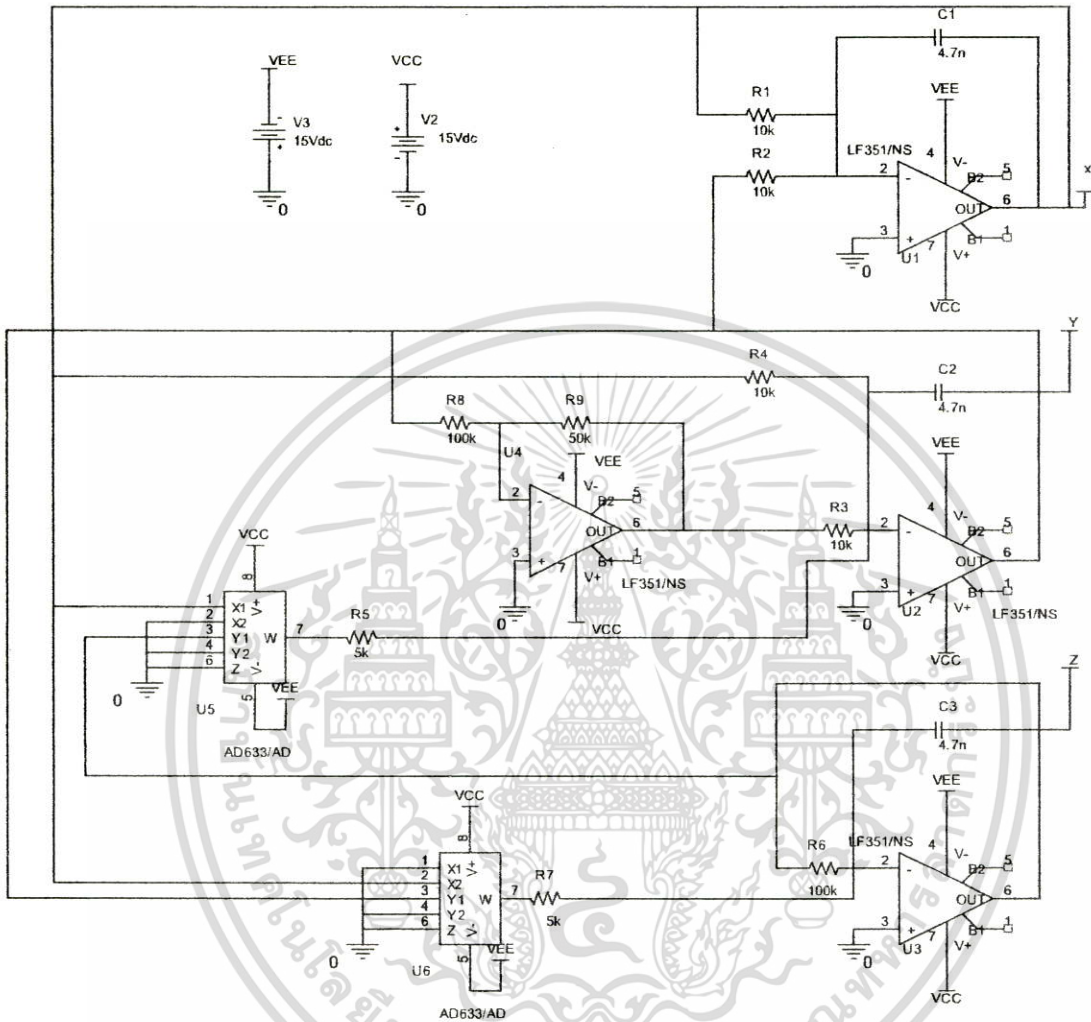 C1
4.7n
VEE
VCC
V3
15Vdc
V2
15Vdc
0
0
R1
10k
R2
10k
VEE
LF351/NS
4
V-
5
B2
2
-
OUT
6
x
3
+
B1
1
7
V+
U1
0
VCC
Y
R4
10k
C2
4.7n
R8
100k
R9
50k
U4
VEE
4
V-
5
B2
2
-
OUT
6
3
+
B1
1
7
V+
LF351/NS
0
VCC
R3
10k
VEE
4
V-
5
B2
2
-
OUT
6
3
+
B1
1
7
V+
U2
LF351/NS
0
VCC
VCC
8
1
X1
V+
2
X2
3
Y1
W
7
4
Y2
6
Z
V-
5
VEE
R5
5k
0
U5
AD633/AD
Z
C3
4.7n
VCC
8
1
X1
V+
2
X2
3
Y1
W
7
4
Y2
6
Z
V-
5
VEE
R7
5k
0
U6
AD633/AD
R6
100k
VEE
LF351/NS
4
V-
5
B2
2
-
OUT
6
3
+
B1
1
7
V+
U3
0
VCC